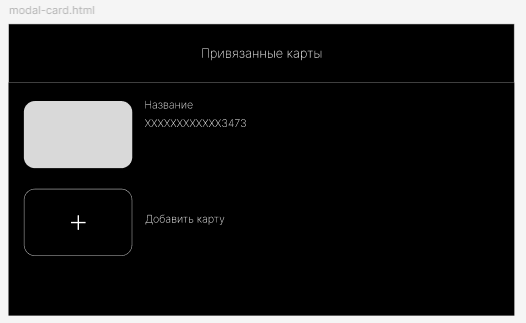 modal-card.html
Привязанные карты
Название
XXXXXXXXXXXX3473
Добавить карту